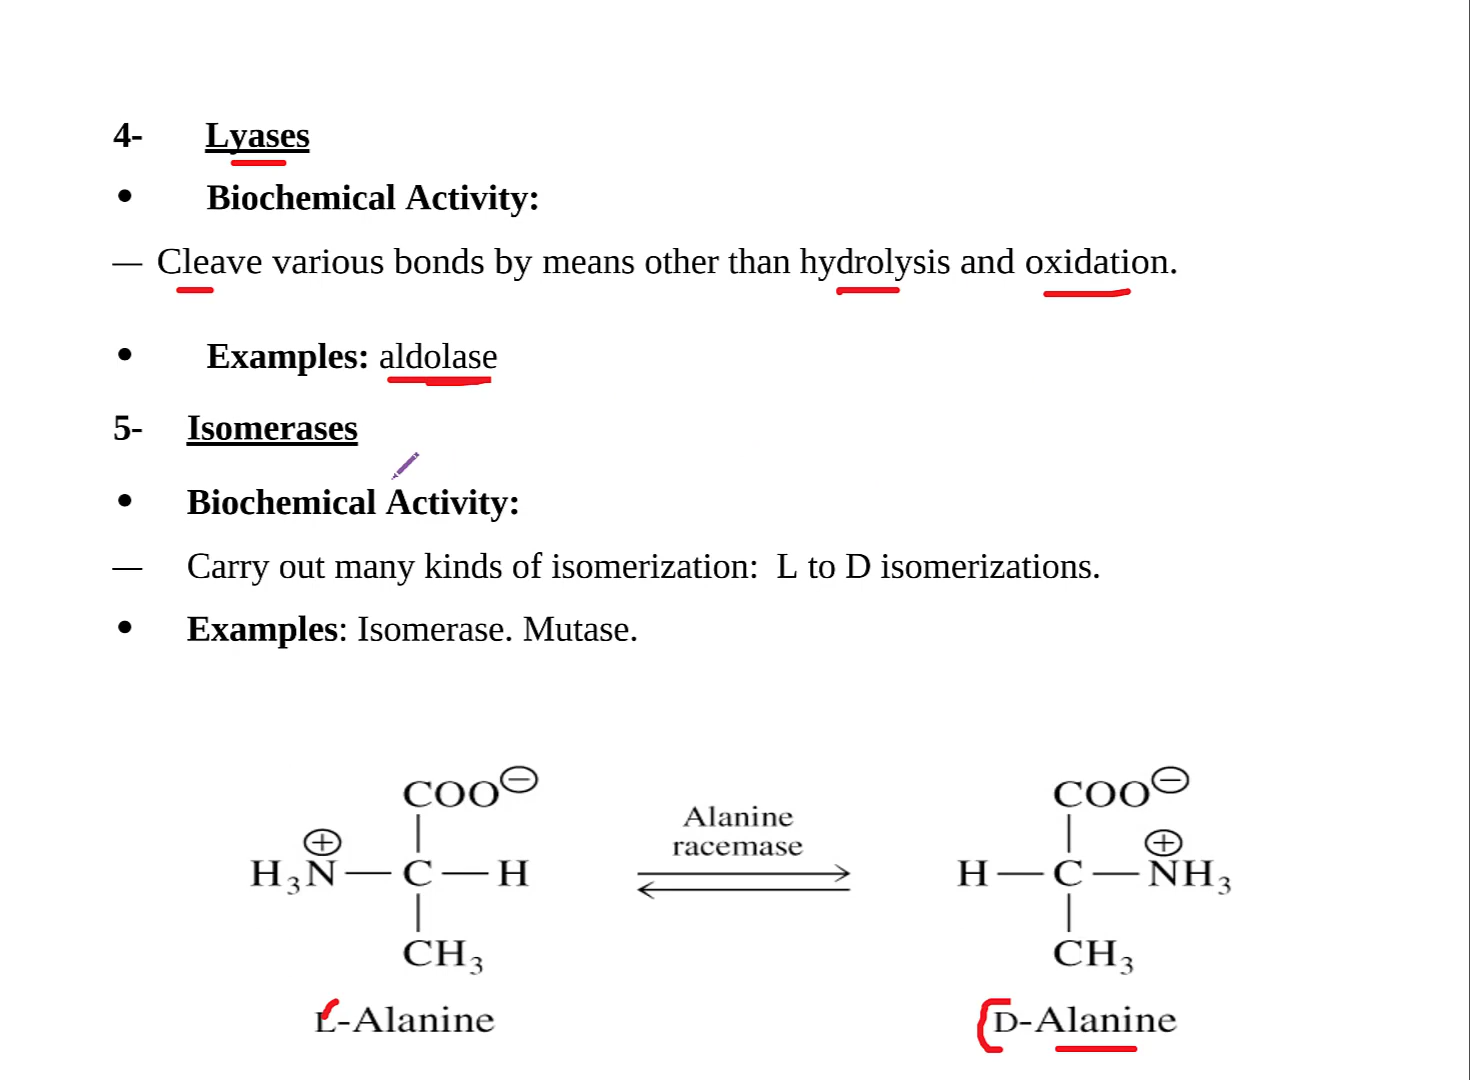 4- Lyases
• Biochemical Activity:
— Cleave various bonds by means other than hydrolysis and oxidation.
• Examples: aldolase
5- Isomerases
• Biochemical Activity:
— Carry out many kinds of isomerization: L to D isomerizations.
• Examples: Isomerase. Mutase.
COO⊖ COO⊖
Alanine
racemase
⊕ ⊕
H₃N—C—H H—C—NH₃
CH₃ CH₃
L-Alanine D-Alanine